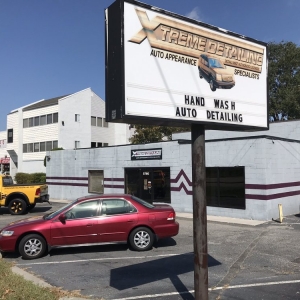 XTREME DETAILING
AUTO APPEARANCE
SPECIALISTS
HAND WASH
AUTO DETAILING